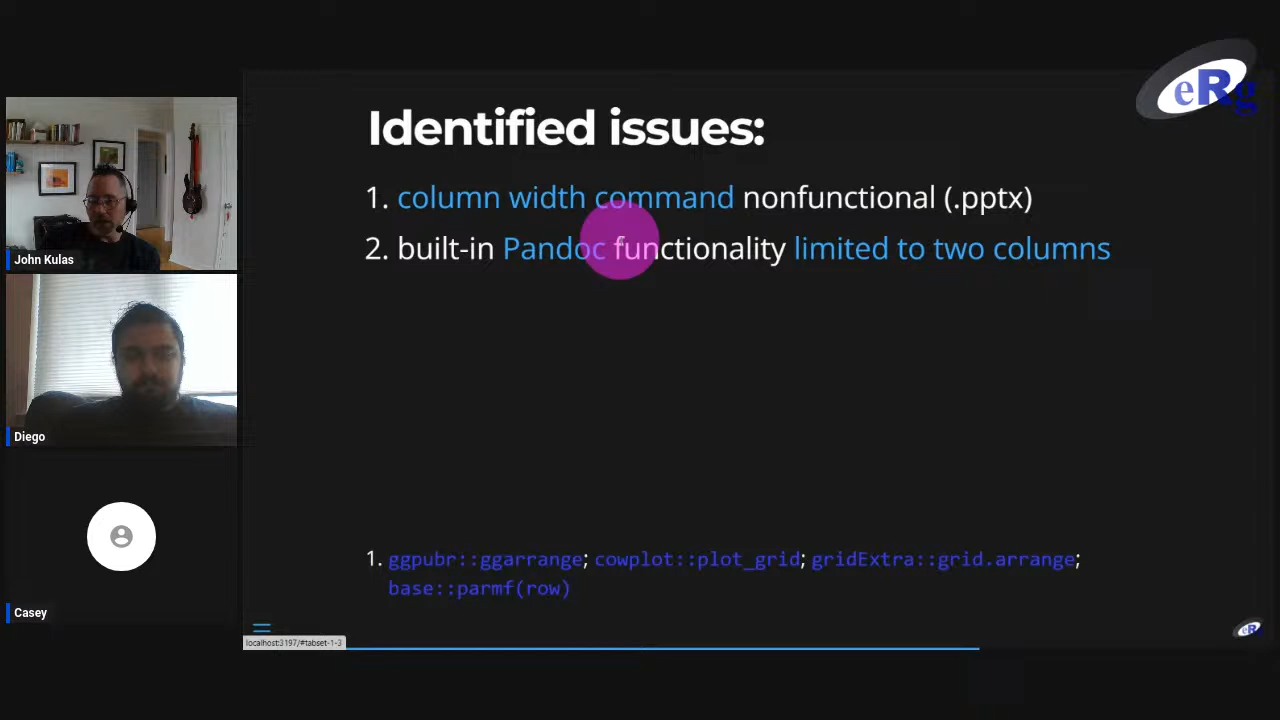 eRg
Identified issues:
1. column width command nonfunctional (.pptx)
2. built-in Pandoc functionality limited to two columns
John Kulas
Diego
Casey
1. ggpubr::ggarrange; cowplot::plot_grid; gridExtra::grid.arrange;
base::parmf(row)
eRg
localhost:3197/#tabset-1-3